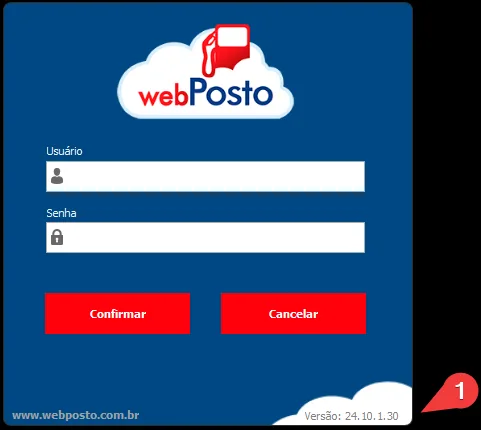 webPosto
Usuário
Senha
Confirmar
Cancelar
www.webposto.com.br
Versão: 24.10.1.30
1